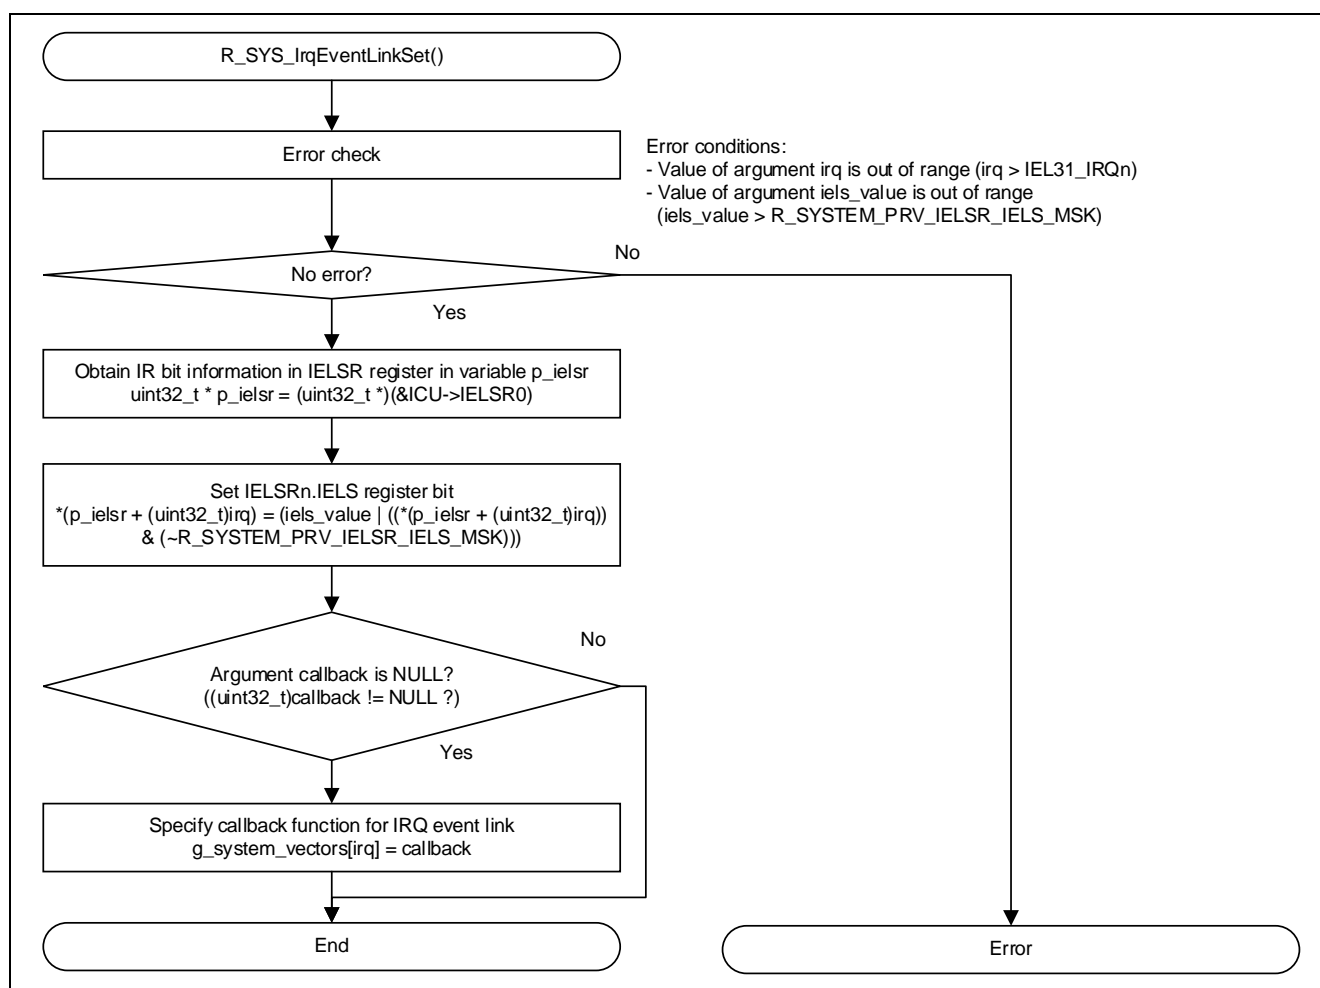 R_SYS_IrqEventLinkSet()
Error check
Error conditions:
- Value of argument irq is out of range (irq > IEL31_IRQn)
- Value of argument iels_value is out of range
(iels_value > R_SYSTEM_PRV_IELSR_IELS_MSK)
No error?
No
Yes
Obtain IR bit information in IELSR register in variable p_ielsr
uint32_t * p_ielsr = (uint32_t *)(&ICU->IELSR0)
Set IELSRn.IELS register bit
*(p_ielsr + (uint32_t)irq) = (iels_value | ((*(p_ielsr + (uint32_t)irq))
& (~R_SYSTEM_PRV_IELSR_IELS_MSK)))
No
Argument callback is NULL?
((uint32_t)callback != NULL ?)
Yes
Specify callback function for IRQ event link
g_system_vectors[irq] = callback
End
Error